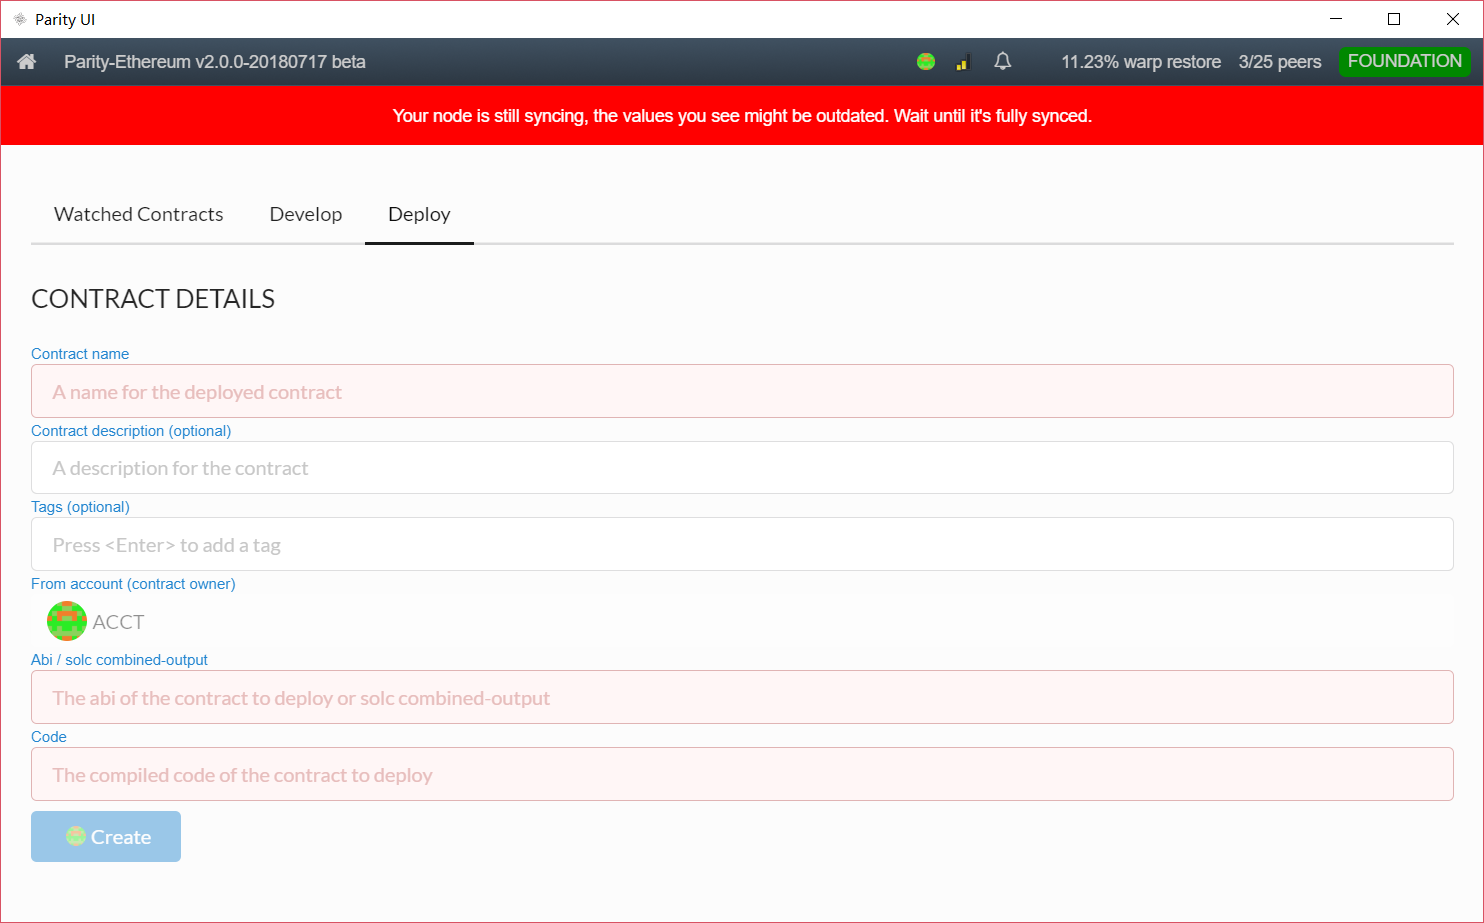 Parity UI
Parity-Ethereum v2.0.0-20180717 beta
11.23% warp restore 3/25 peers FOUNDATION
Your node is still syncing, the values you see might be outdated. Wait until it's fully synced.
Watched Contracts Develop Deploy
CONTRACT DETAILS
Contract name
A name for the deployed contract
Contract description (optional)
A description for the contract
Tags (optional)
Press <Enter> to add a tag
From account (contract owner)
ACCT
Abi / solc combined-output
The abi of the contract to deploy or solc combined-output
Code
The compiled code of the contract to deploy
Create